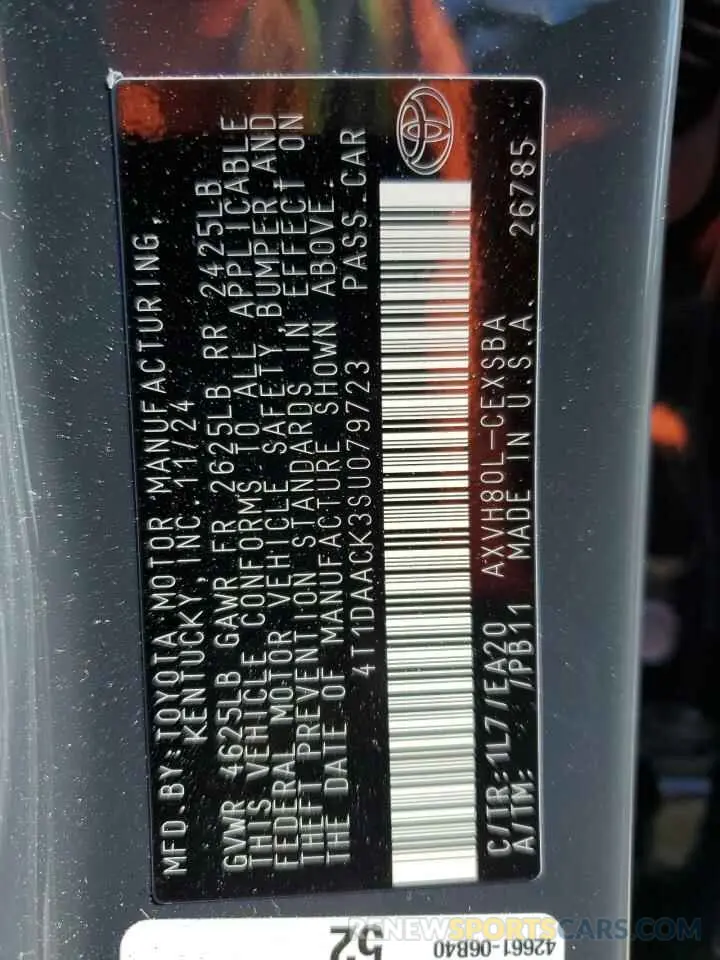 MFD. BY: TOYOTA MOTOR MANUFACTURING,
KENTUCKY, INC. 11/24
GVWR 4625LB GAWR FR 2625LB RR 2425LB
THIS VEHICLE CONFORMS TO ALL APPLICABLE
FEDERAL MOTOR VEHICLE SAFETY, BUMPER AND
THEFT PREVENTION STANDARDS IN EFFECT ON
THE DATE OF MANUFACTURE SHOWN ABOVE.
4T1DAACK3SU079723 PASS.CAR
C/TR: 1L7/EA20 AXVH80L-CEXSBA
A/TM: /PB11 MADE IN U.S.A. 26785
52
42661-06B40
RENEWSPORTSCARS.COM